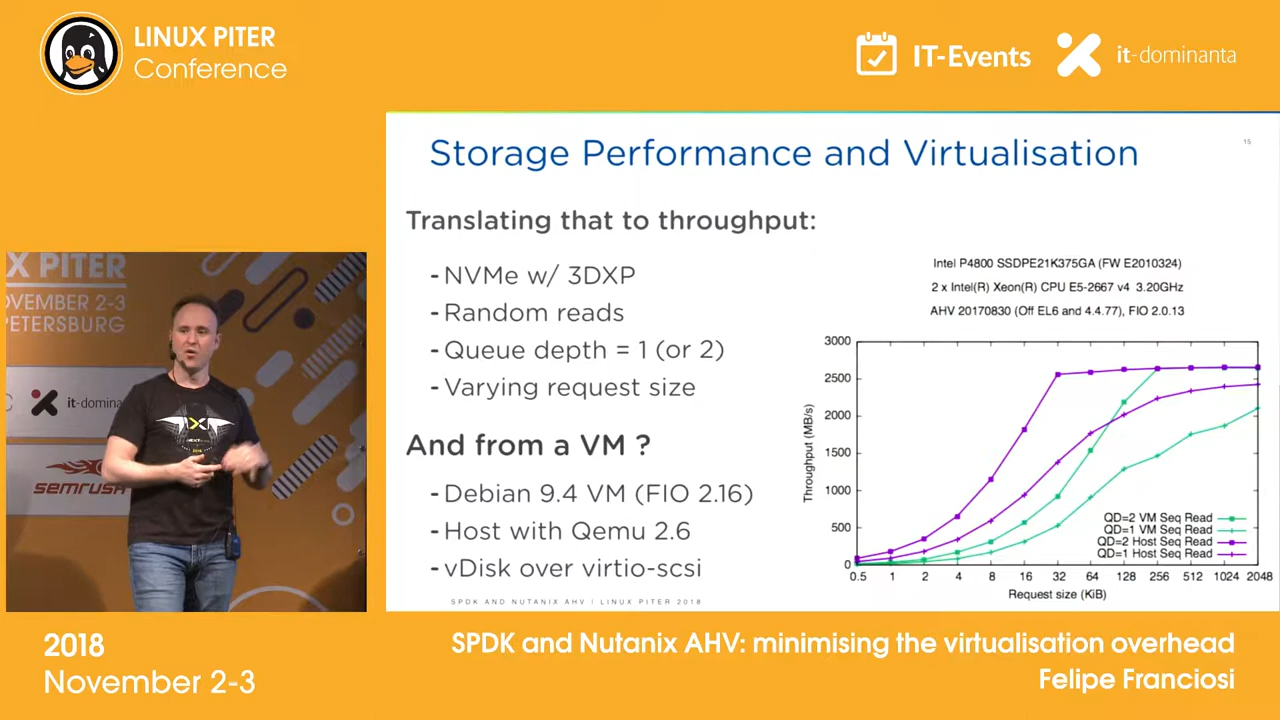 LINUX PITER
Conference
IT-Events
it-dominanta
Storage Performance and Virtualisation
15
Translating that to throughput:
- NVMe w/ 3DXP
- Random reads
- Queue depth = 1 (or 2)
- Varying request size
And from a VM ?
- Debian 9.4 VM (FIO 2.16)
- Host with Qemu 2.6
- vDisk over virtio-scsi
SPDK AND NUTANIX AHV | LINUX PITER 2018
Intel P4800 SSDPE21K375GA (FW E2010324)
2 x Intel(R) Xeon(R) CPU E5-2667 v4 3.20GHz
AHV 20170830 (Off EL6 and 4.4.77), FIO 2.0.13
3000
2500
2000
1500
1000
500
0
Throughput (MB/s)
QD=2 VM Seq Read
QD=1 VM Seq Read
QD=2 Host Seq Read
QD=1 Host Seq Read
0.5 1 2 4 8 16 32 64 128 256 512 1024 2048
Request size (KiB)
X PITER
OVEMBER 2-3
PETERSBURG
it-domina
semrush
2018
November 2-3
SPDK and Nutanix AHV: minimising the virtualisation overhead
Felipe Franciosi